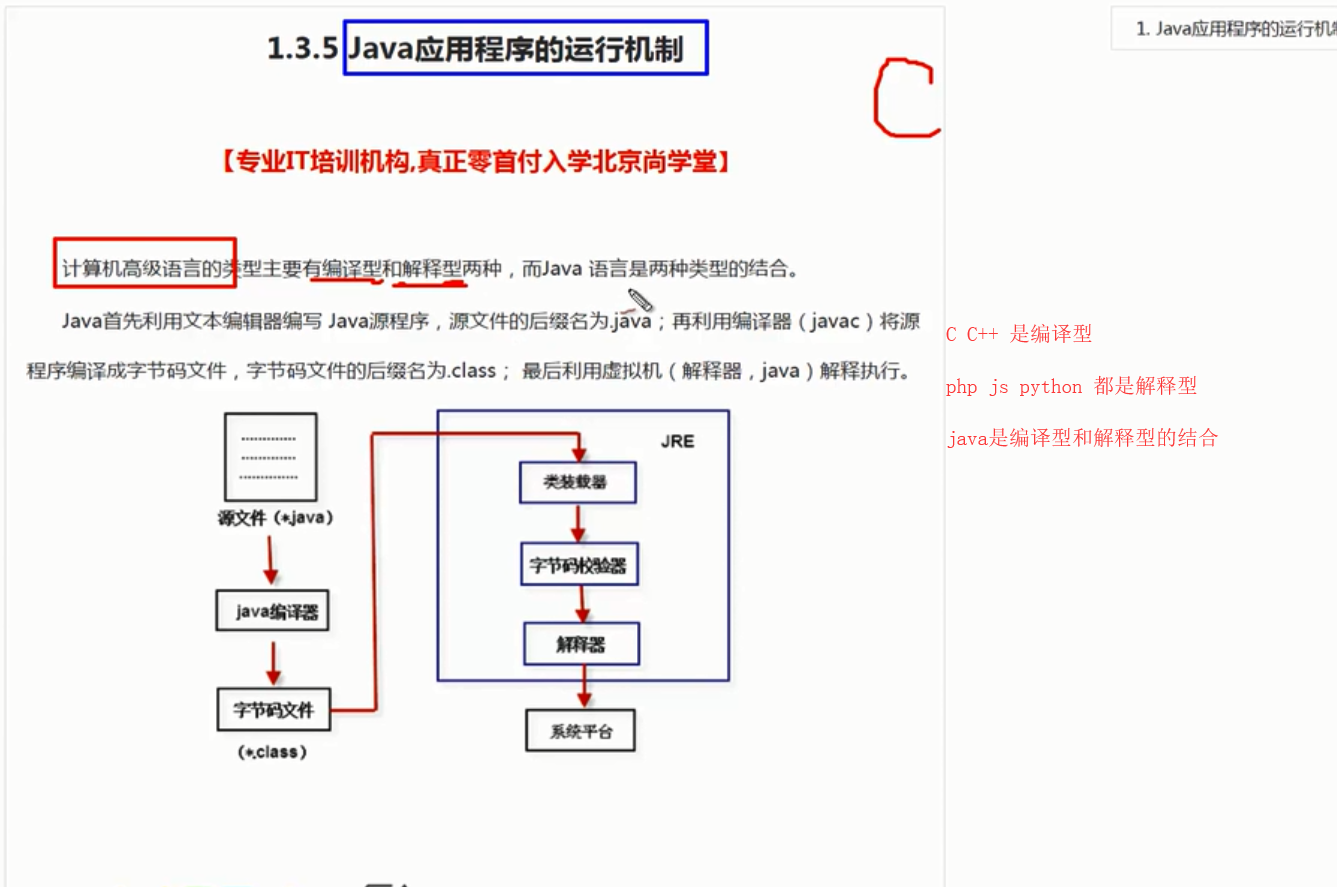 1.3.5 Java应用程序的运行机制
1. Java应用程序的运行机
【专业IT培训机构,真正零首付入学北京尚学堂】
计算机高级语言的类型主要有编译型和解释型两种，而Java 语言是两种类型的结合。
Java首先利用文本编辑器编写 Java源程序，源文件的后缀名为.java；再利用编译器（javac）将源
程序编译成字节码文件，字节码文件的后缀名为.class； 最后利用虚拟机（解释器，java）解释执行。
C C++ 是编译型
php js python 都是解释型
java是编译型和解释型的结合
源文件（*.java）
java编译器
字节码文件
（*.class）
JRE
类装载器
字节码校验器
解释器
系统平台